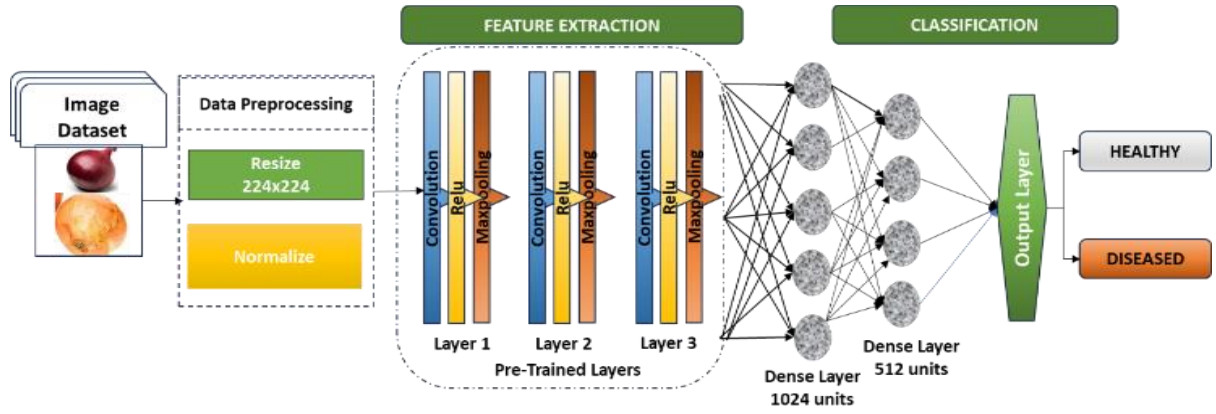 FEATURE EXTRACTION
CLASSIFICATION
Image
Dataset
Data Preprocessing
Resize
224x224
Normalize
Convolution
Relu
Maxpooling
Convolution
Relu
Maxpooling
Convolution
Relu
Maxpooling
Layer 1
Layer 2
Layer 3
Pre-Trained Layers
Dense Layer
1024 units
Dense Layer
512 units
Output Layer
HEALTHY
DISEASED